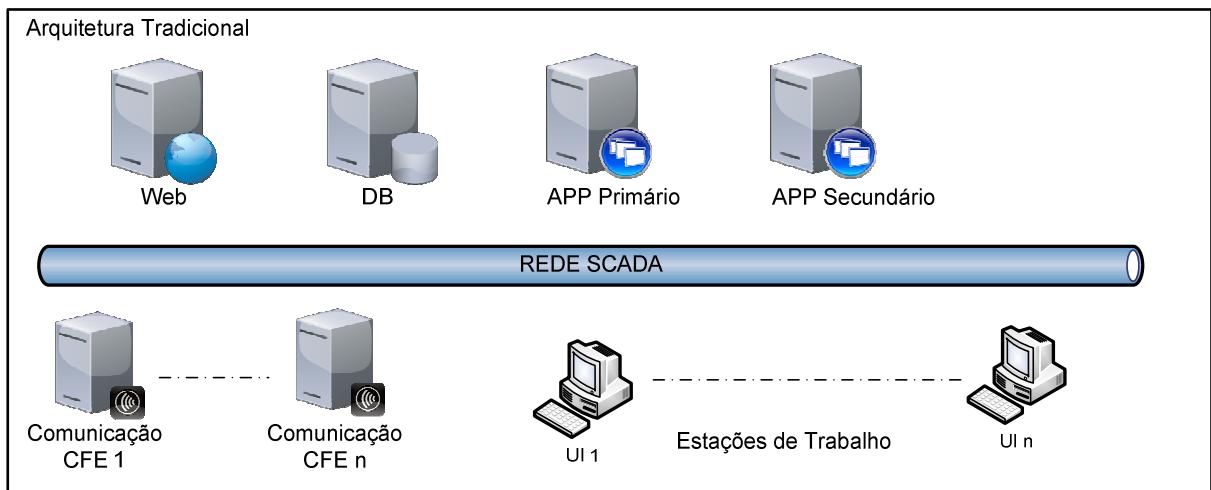 Arquitetura Tradicional
Web
DB
APP Primário
APP Secundário
REDE SCADA
Comunicação
CFE 1
Comunicação
CFE n
UI 1
Estações de Trabalho
UI n